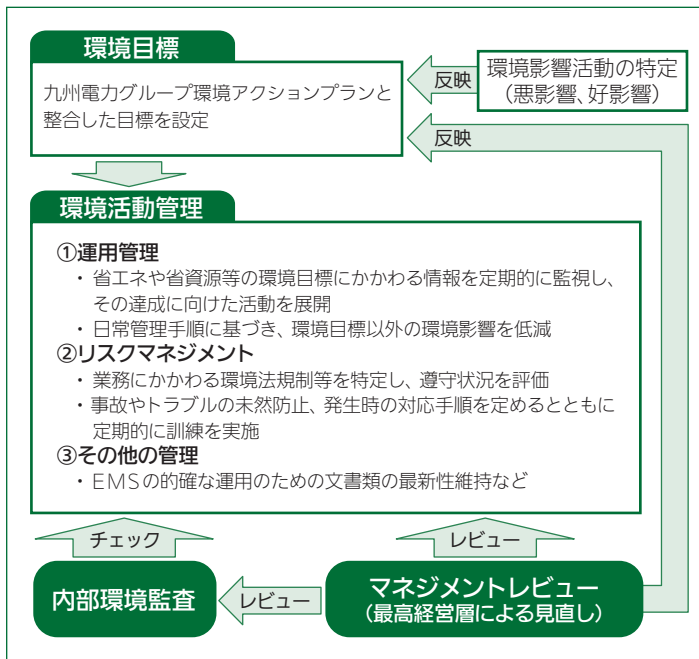 環境目標
九州電力グループ環境アクションプランと
整合した目標を設定
反映
環境影響活動の特定
（悪影響、好影響）
反映
環境活動管理
①運用管理
・ 省エネや省資源等の環境目標にかかわる情報を定期的に監視し、
その達成に向けた活動を展開
・ 日常管理手順に基づき、環境目標以外の環境影響を低減
②リスクマネジメント
・ 業務にかかわる環境法規制等を特定し、遵守状況を評価
・ 事故やトラブルの未然防止、発生時の対応手順を定めるとともに
定期的に訓練を実施
③その他の管理
・ EMSの的確な運用のための文書類の最新性維持など
チェック
レビュー
内部環境監査
レビュー
マネジメントレビュー
（最高経営層による見直し）